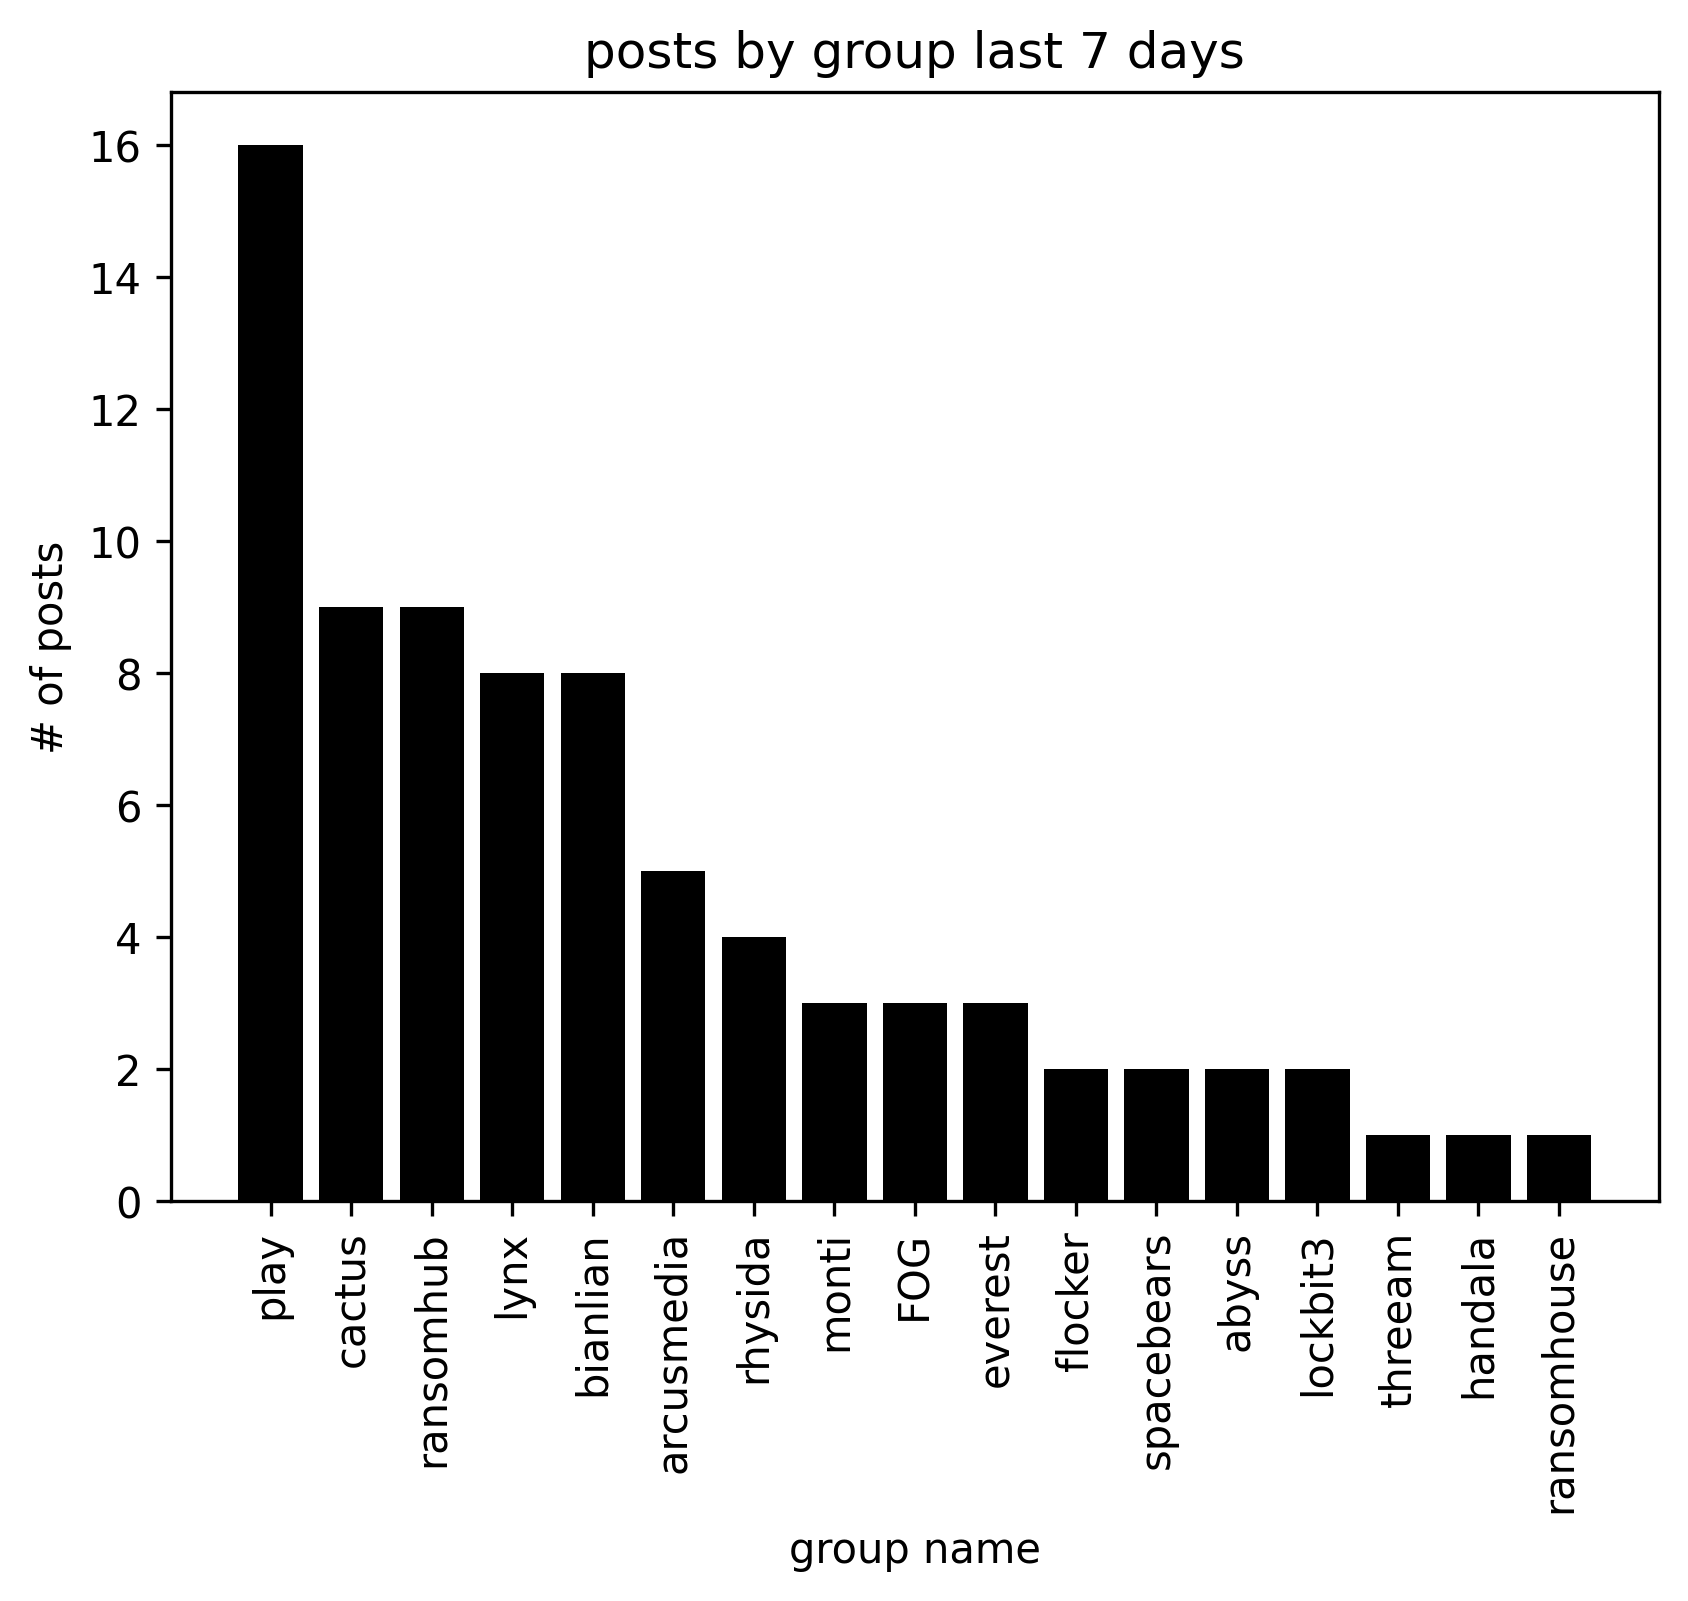 posts by group last 7 days
# of posts
16
14
12
10
8
6
4
2
0
play
cactus
ransomhub
lynx
bianlian
arcusmedia
rhysida
monti
FOG
everest
flocker
spacebears
abyss
lockbit3
threeam
handala
ransomhouse
group name